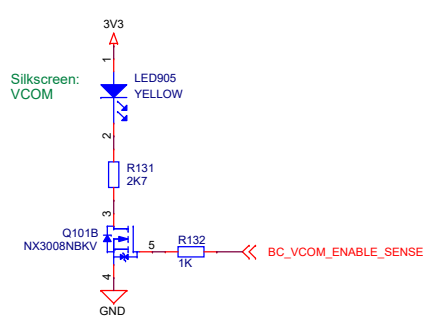 3V3
1
Silkscreen:
VCOM
LED905
YELLOW
2
R131
2K7
3
Q101B
NX3008NBKV
5
R132
1K
BC_VCOM_ENABLE_SENSE
4
GND